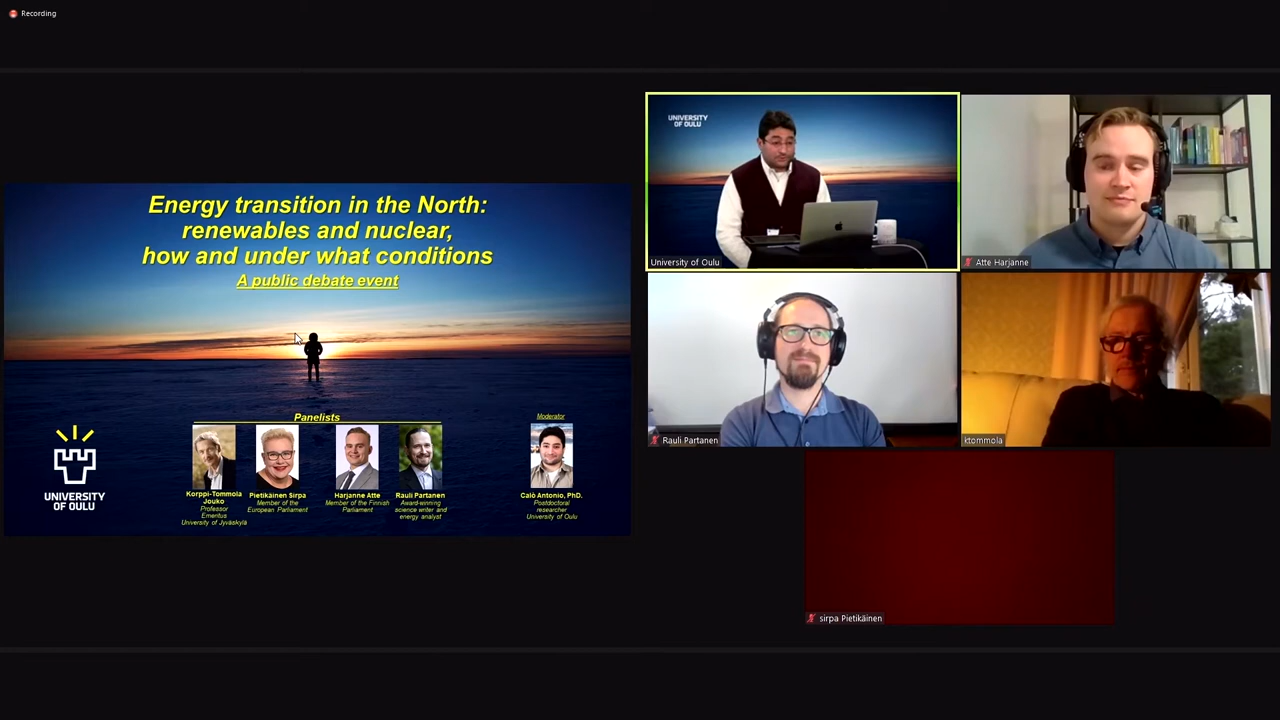 Recording
Energy transition in the North:
renewables and nuclear,
how and under what conditions
A public debate event
Panelists
Moderator
Korppi-Tommola
Jouko
Professor
Emeritus
University of Jyväskylä
Pietikäinen Sirpa
Member of the
European Parliament
Harjanne Atte
Member of the Finnish
Parliament
Rauli Partanen
Award-winning
science writer and
energy analyst
Calò Antonio, PhD.
Postdoctoral
researcher
University of Oulu
UNIVERSITY
OF OULU
UNIVERSITY
OF OULU
University of Oulu
Atte Harjanne
Rauli Partanen
ktommola
sirpa Pietikäinen